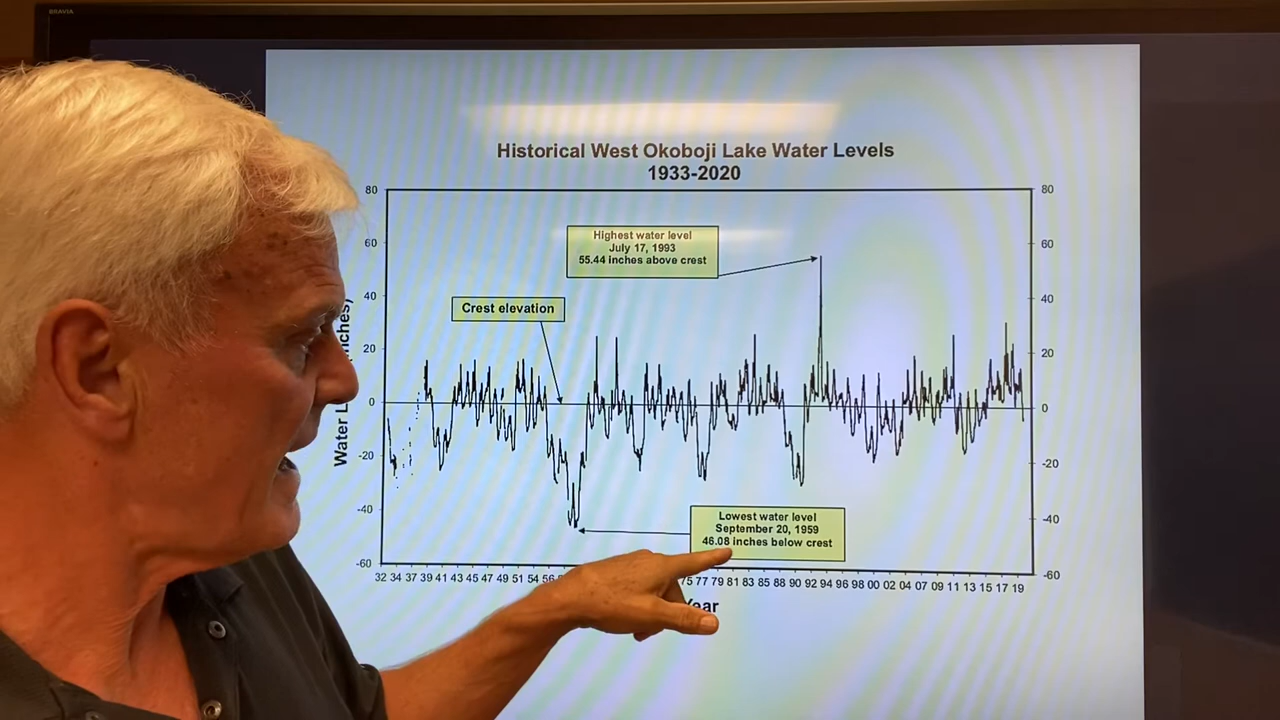 BRAVIA
Historical West Okoboji Lake Water Levels
1933-2020
80
60
40
20
0
-20
-40
-60
80
60
40
20
0
-20
-40
-60
Highest water level
July 17, 1993
55.44 inches above crest
Crest elevation
Lowest water level
September 20, 1959
46.08 inches below crest
Water L
nches)
32 34 37 39 41 43 45 47 49 51 54 56 75 77 79 81 83 85 88 90 92 94 96 98 00 02 04 07 09 11 13 15 17 19
Year